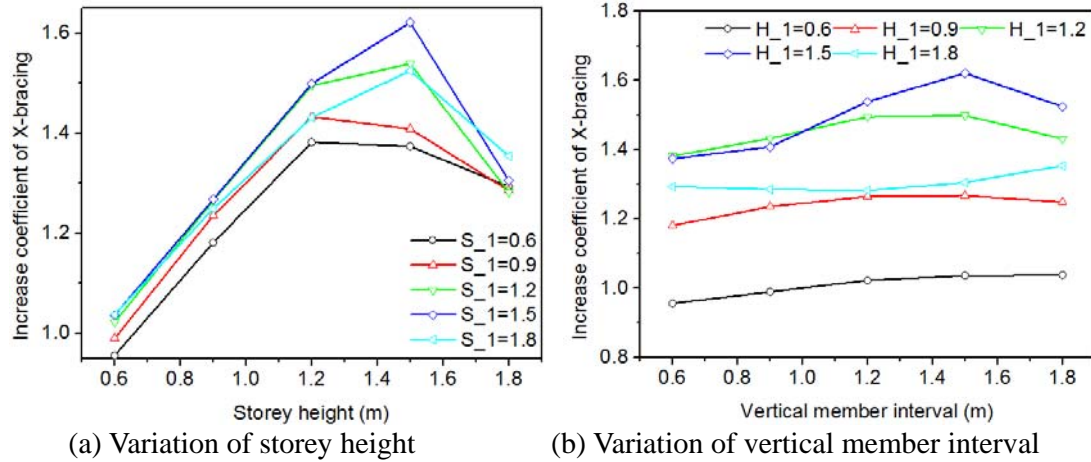 Increase coefficient of X-bracing
1.6
1.4
1.2
1.0
S_1=0.6
S_1=0.9
S_1=1.2
S_1=1.5
S_1=1.8
0.6 0.8 1.0 1.2 1.4 1.6 1.8
Storey height (m)
(a) Variation of storey height
Increase coefficient of X-bracing
1.8
1.6
1.4
1.2
1.0
0.8
H_1=0.6 H_1=0.9 H_1=1.2
H_1=1.5 H_1=1.8
0.6 0.8 1.0 1.2 1.4 1.6 1.8
Vertical member interval (m)
(b) Variation of vertical member interval